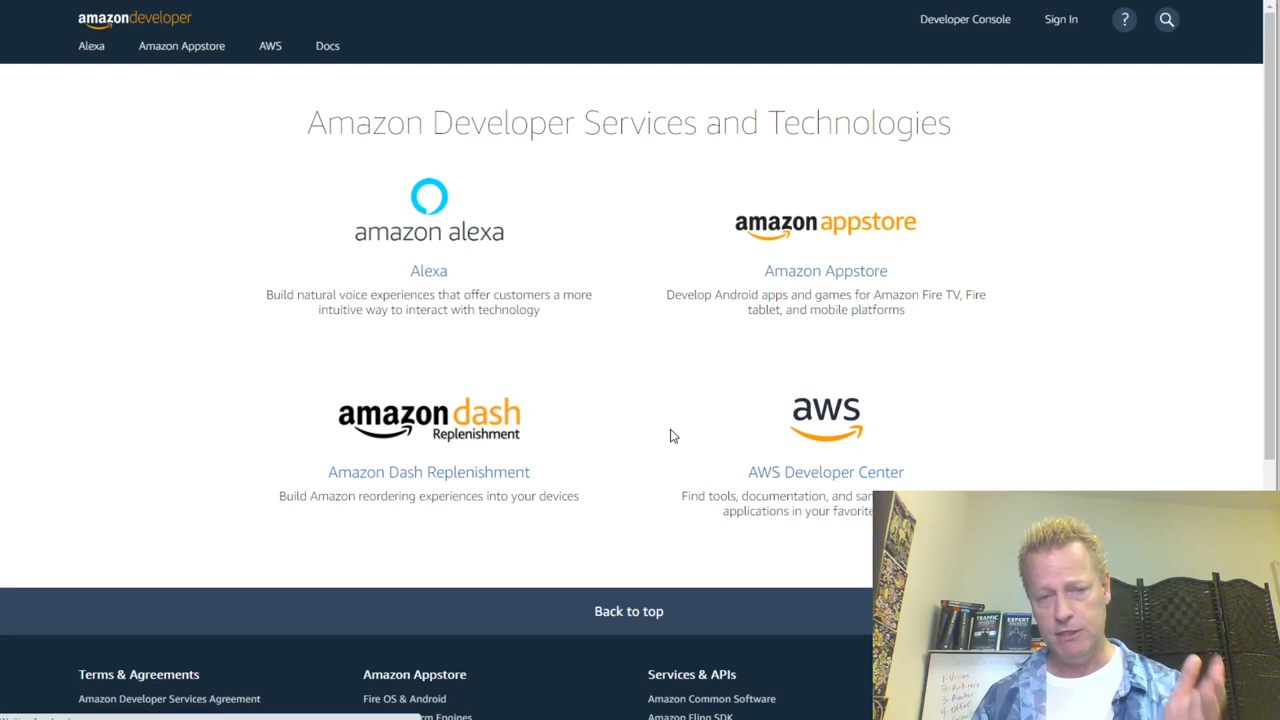 amazondeveloper
Developer Console
Sign In
?
Alexa
Amazon Appstore
AWS
Docs
Amazon Developer Services and Technologies
amazon alexa
Alexa
Build natural voice experiences that offer customers a more
intuitive way to interact with technology
amazon appstore
Amazon Appstore
Develop Android apps and games for Amazon Fire TV, Fire
tablet, and mobile platforms
amazon dash
Replenishment
Amazon Dash Replenishment
Build Amazon reordering experiences into your devices
aws
AWS Developer Center
Find tools, documentation, and
applications in your
Back to top
Terms & Agreements
Amazon Developer Services Agreement
Amazon Appstore
Fire OS & Android
Services & APIs
Amazon Common Software
Amazon Fling SDK
TRAFFIC
SECRETS
EXPERT
SECRETS